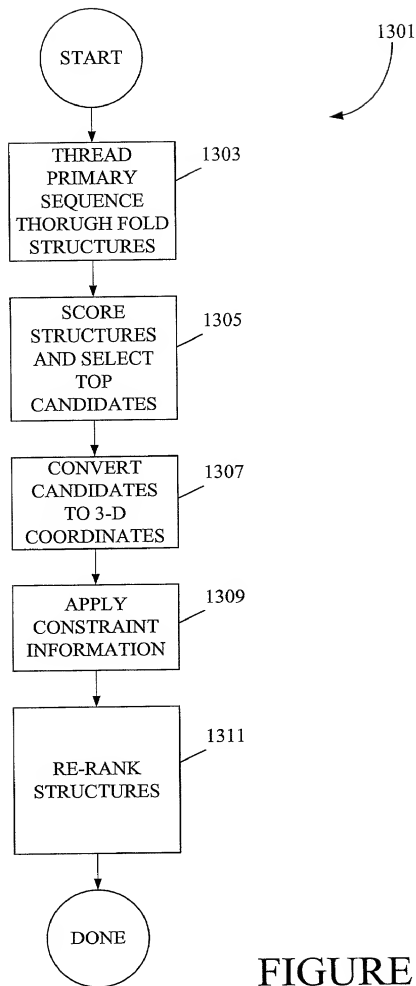 START
1301
1303
THREAD
PRIMARY
SEQUENCE
THORUGH FOLD
STRUCTURES
1305
SCORE
STRUCTURES
AND SELECT
TOP
CANDIDATES
1307
CONVERT
CANDIDATES
TO 3-D
COORDINATES
1309
APPLY
CONSTRAINT
INFORMATION
1311
RE-RANK
STRUCTURES
DONE
FIGURE